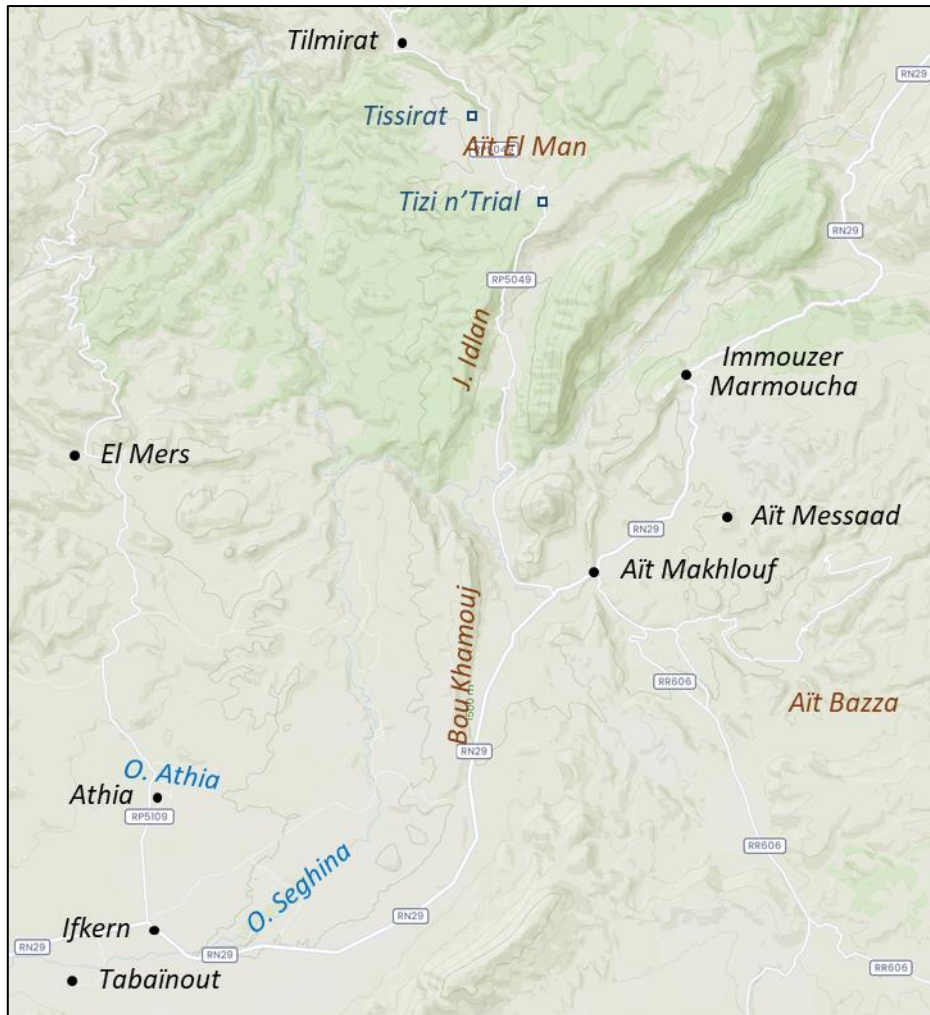 Tilmirat
RN29
Tissirat
Aït El Man
Tizi n’Trial
RN29
RP5049
J. Idlan
Immouzer
Marmoucha
El Mers
Aït Messaad
RN29
Aït Makhlouf
Bou Khamouj
RR606
Aït Bazza
RN29
O. Athia
Athia
RP5109
RR606
O. Seghina
RN29
Ifkern
RN29
RN29
RR606
Tabaïnout